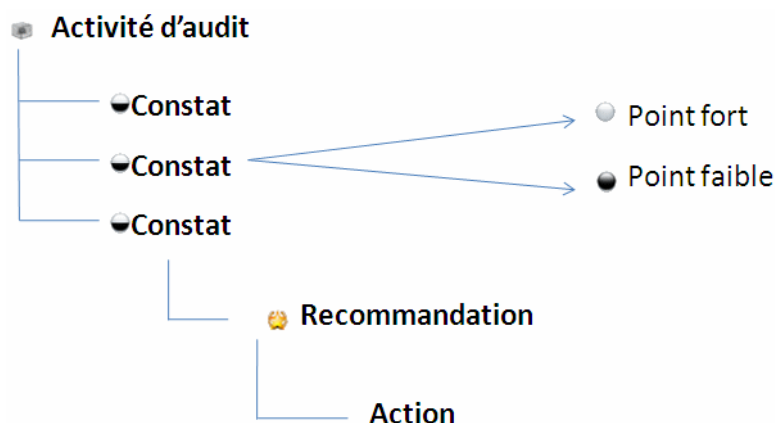 Activité d'audit
Constat
Point fort
Constat
Point faible
Constat
Recommandation
Action